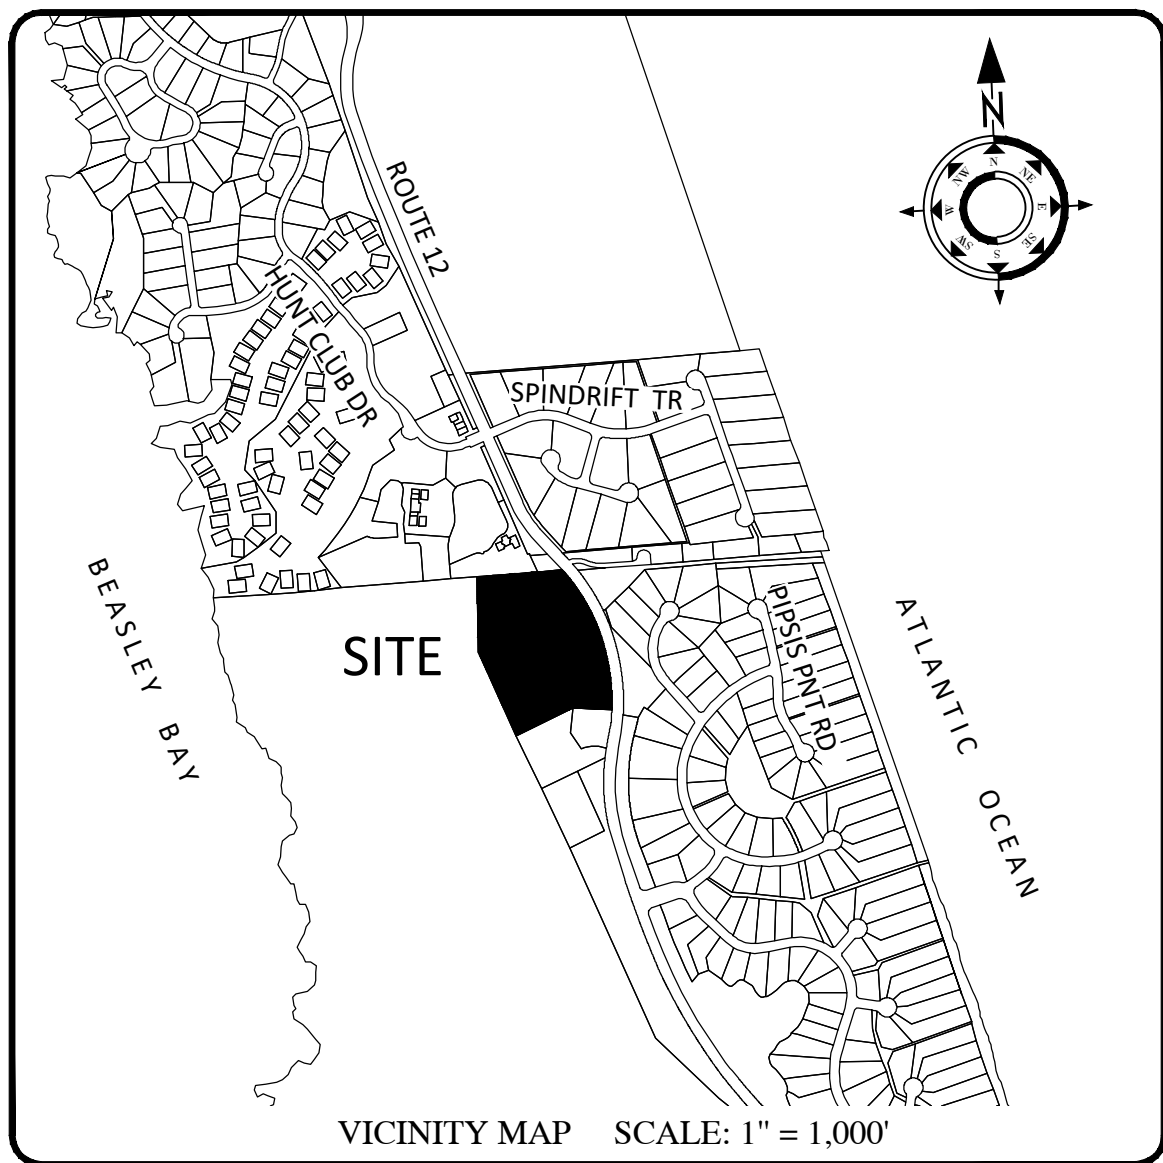 N
N
NE
E
SE
S
SW
W
NW
ROUTE 12
HUNT CLUB DR
SPINDRIFT TR
BEASLEY BAY
SITE
PIPSIS PNT RD
ATLANTIC OCEAN
VICINITY MAP SCALE: 1" = 1,000'